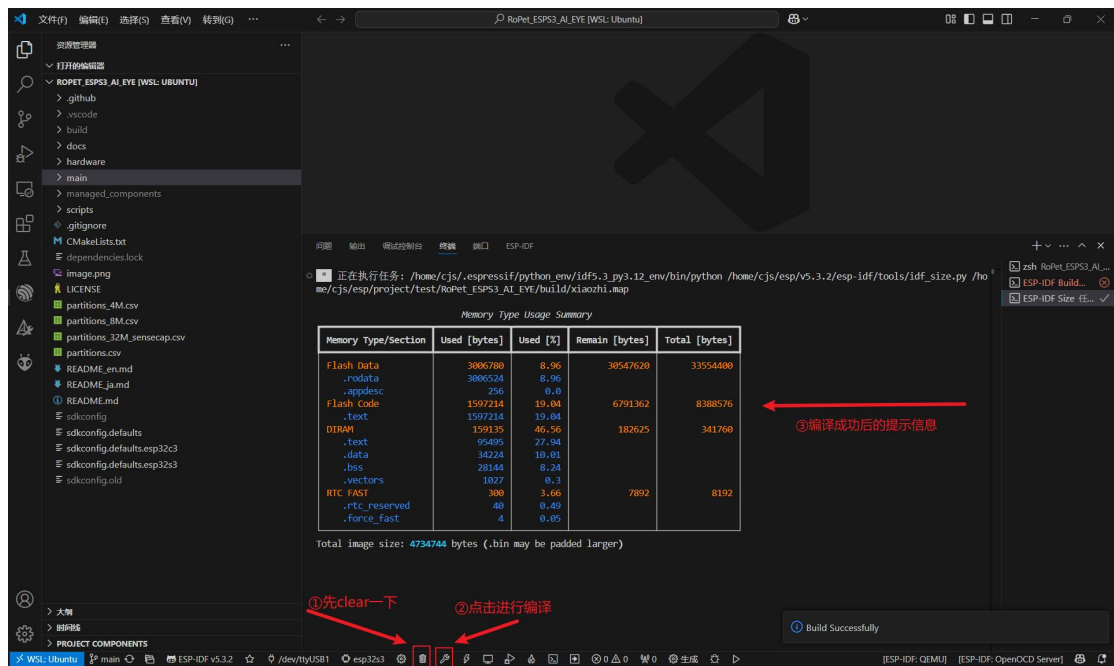 文件(F) 编辑(E) 选择(S) 查看(V) 转到(G) ···
RoPet_ESPS3_AI_EYE [WSL: Ubuntu]
资源管理器 ···
打开的编辑器
ROPET_ESPS3_AI_EYE [WSL: UBUNTU]
.github
.vscode
build
docs
hardware
main
managed_components
scripts
.gitignore
CMakeLists.txt
dependencies.lock
image.png
LICENSE
partitions_4M.csv
partitions_8M.csv
partitions_32M_sensecap.csv
partitions.csv
README_en.md
README_ja.md
README.md
sdkconfig
sdkconfig.defaults
sdkconfig.defaults.esp32c3
sdkconfig.defaults.esp32s3
sdkconfig.old
大纲
时间线
PROJECT COMPONENTS
问题 输出 调试控制台 终端 端口 ESP-IDF
* 正在执行任务: /home/cjs/.espressif/python_env/idf5.3_py3.12_env/bin/python /home/cjs/esp/v5.3.2/esp-idf/tools/idf_size.py /ho
me/cjs/esp/project/test/RoPet_ESPS3_AI_EYE/build/xiaozhi.map
Memory Type Usage Summary
Memory Type/Section Used [bytes] Used [%] Remain [bytes] Total [bytes]
Flash Data 3006780 8.96 30547620 33554400
.rodata 3006524 8.96
.appdesc 256 0.0
Flash Code 1597214 19.04 6791362 8388576
.text 1597214 19.04
DIRAM 159135 46.56 182625 341760
.text 95495 27.94
.data 34224 10.01
.bss 28144 8.24
.vectors 1027 0.3
RTC FAST 300 3.66 7892 8192
.rtc_reserved 40 0.49
.force_fast 4 0.05
Total image size: 4734744 bytes (.bin may be padded larger)
zsh RoPet_ESPS3_AI_...
ESP-IDF Build...
ESP-IDF Size 任...
③编译成功后的提示信息
①先clear一下
②点击进行编译
Build Successfully
WSL: Ubuntu main ESP-IDF v5.3.2 /dev/ttyUSB1 esp32s3 0 0 0 生成 [ESP-IDF: QEMU] [ESP-IDF: OpenOCD Server]